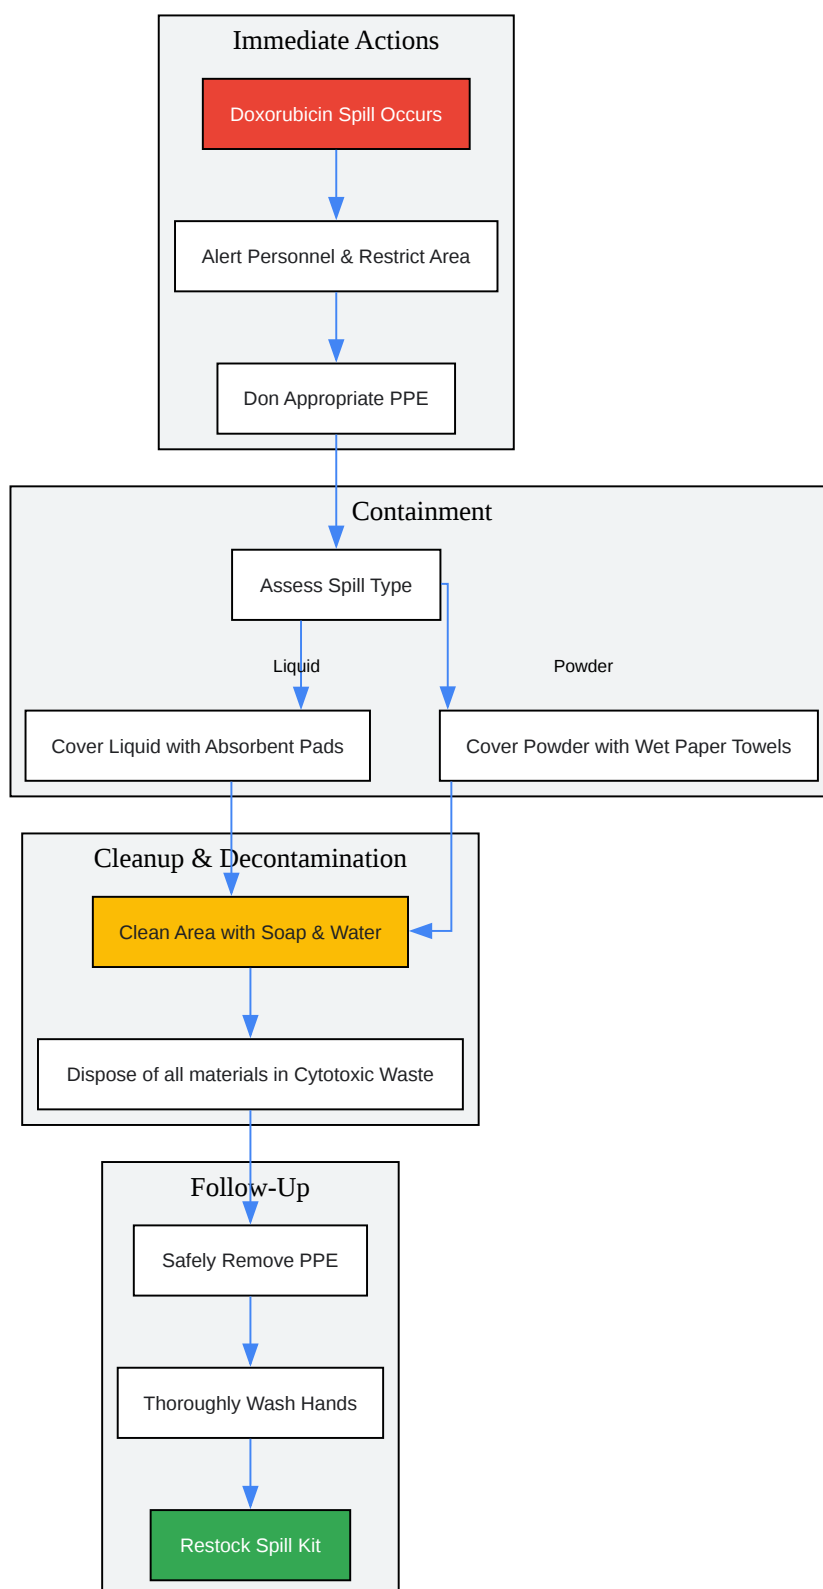 Immediate Actions
Doxorubicin Spill Occurs
Alert Personnel & Restrict Area
Don Appropriate PPE
Containment
Assess Spill Type
Liquid
Powder
Cover Liquid with Absorbent Pads
Cover Powder with Wet Paper Towels
Cleanup & Decontamination
Clean Area with Soap & Water
Dispose of all materials in Cytotoxic Waste
Follow-Up
Safely Remove PPE
Thoroughly Wash Hands
Restock Spill Kit